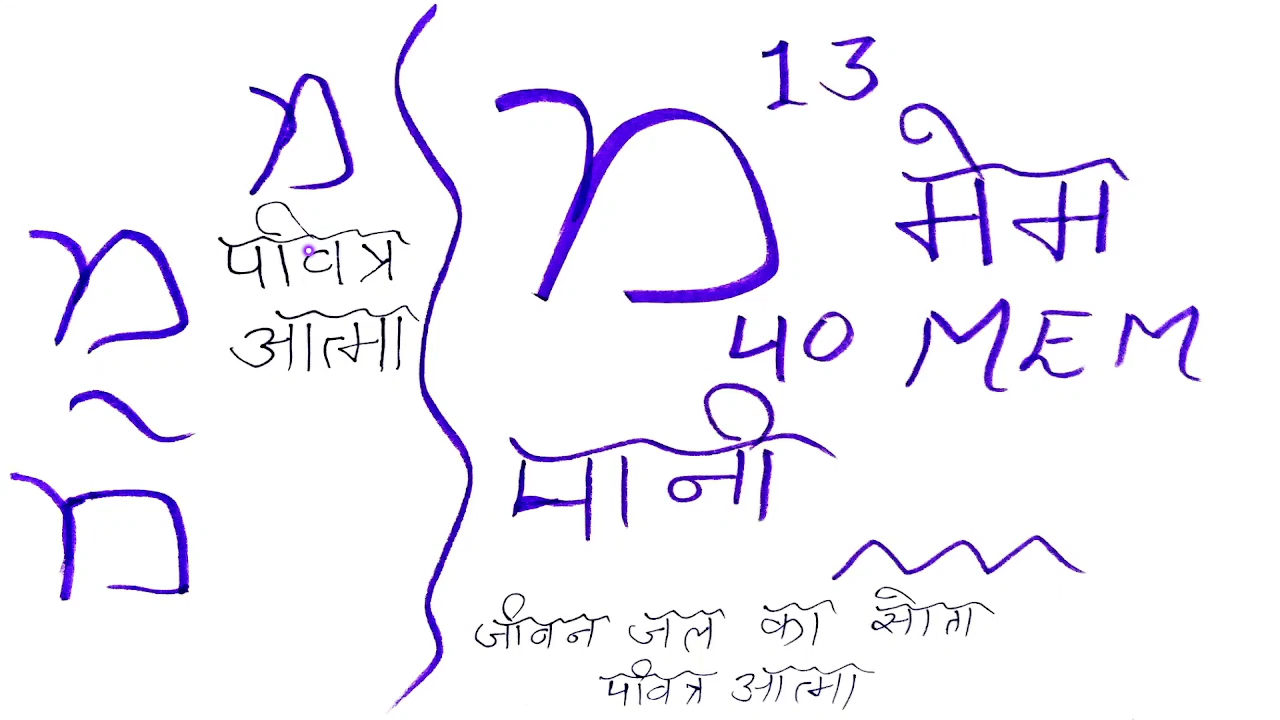 מ
पवित्र
आत्मा
מ
מ
מ 13
मेम
40 MEM
पानी
जीवन जल का सोता
पवित्र आत्मा